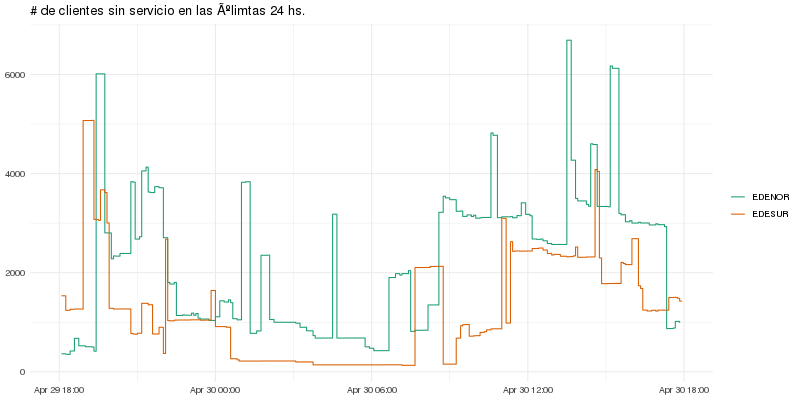 # de clientes sin servicio en las Ãºlimtas 24 hs.
6000
4000
2000
0
Apr 29 18:00 Apr 30 00:00 Apr 30 06:00 Apr 30 12:00 Apr 30 18:00
EDENOR
EDESUR